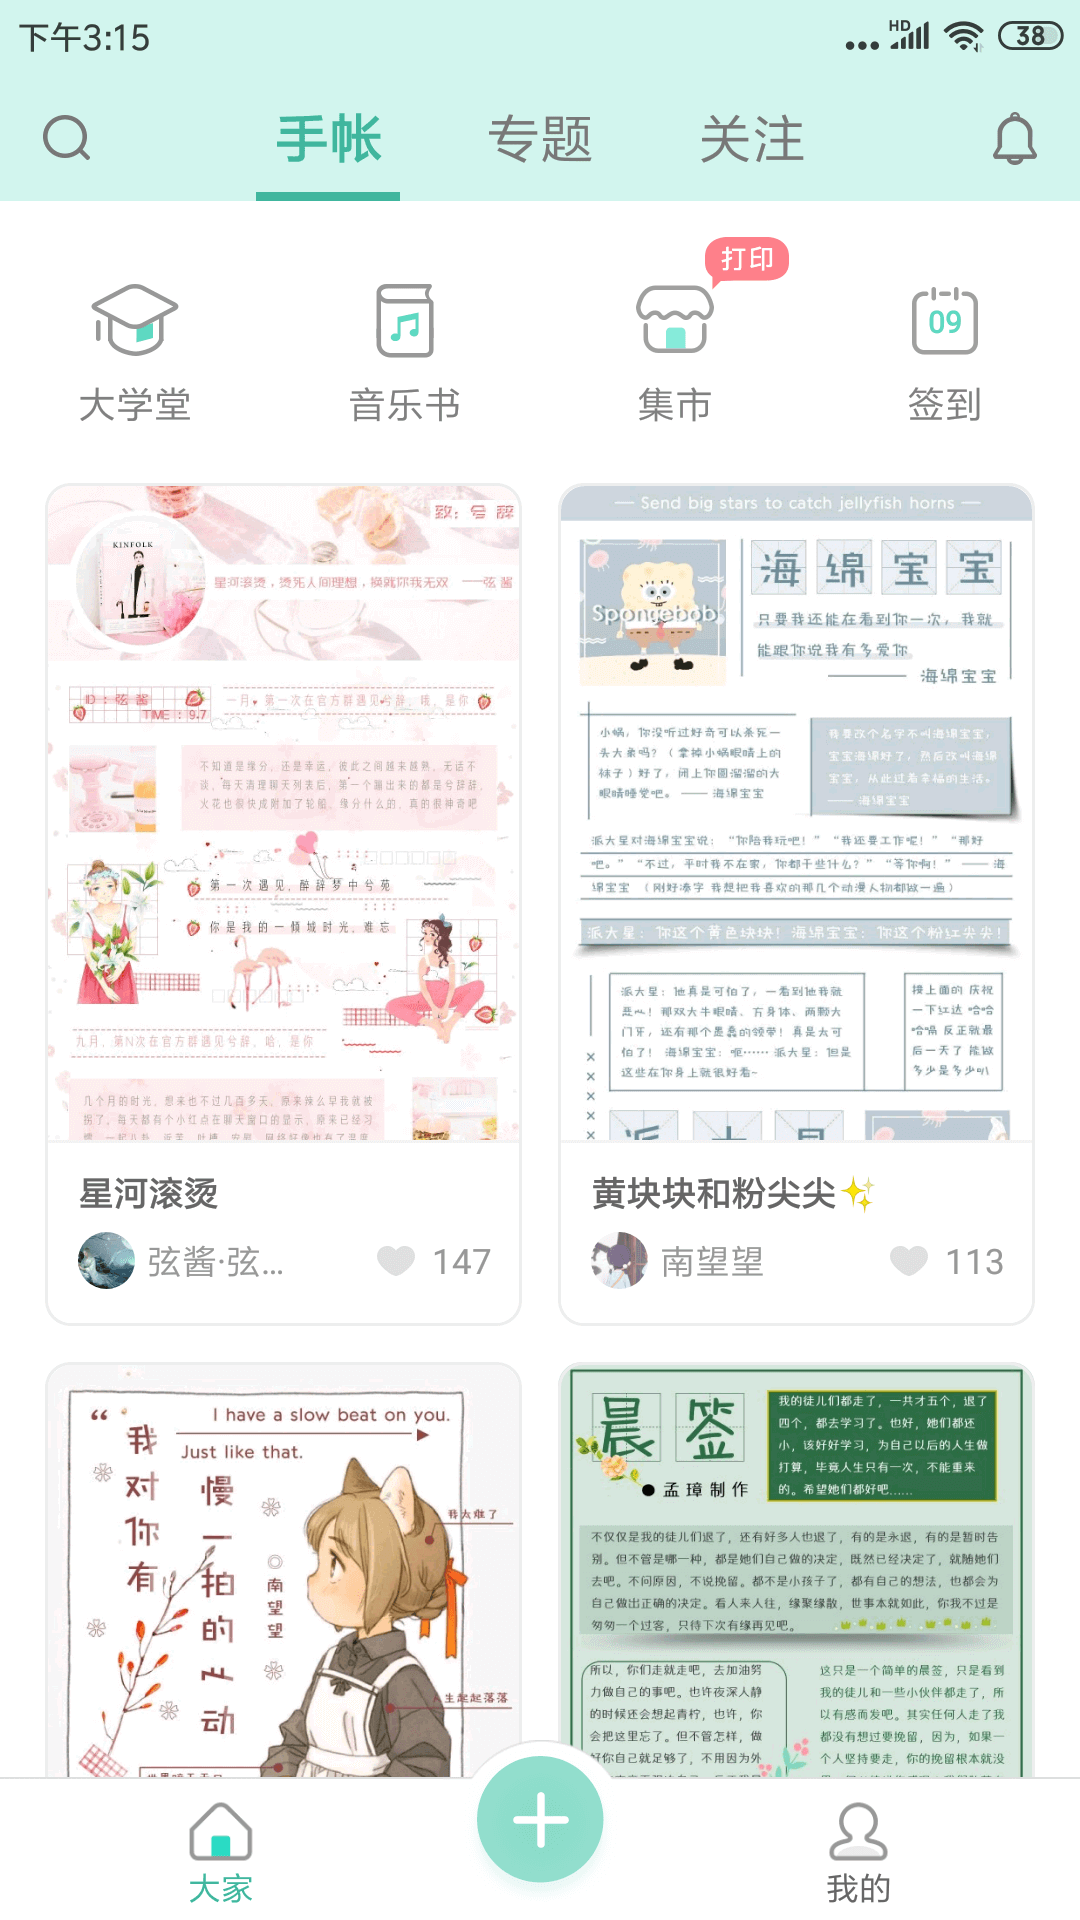 下午3:15
HD
38
手帐
专题
关注
打印
09
大学堂
音乐书
集市
签到
致：兮辞
KINFOLK
星河滚烫，烫死人间理想，换就你我无双 一一弦酱
ID：弦酱
TIME：9.7
一月，第一次在官方群遇见兮辞，哦，是你
不知道是缘分，还是幸运，彼此之间越来越熟，无话不
谈，每天清理聊天列表后，第一个蹦出来的都是兮辞辞，
火花也很快成附加了轮船，缘分什么的，真的很神奇吧
第一次遇见，醉辞梦中兮苑
你是我的一倾城时光，难忘
九月，第N次在官方群遇见兮辞，哈，是你
几个月的时光，想来也不过几百多天，原来辣么早我就被
拐了，每天都有个小红点在聊天窗口的显示，原来已经习
星河滚烫
弦酱·弦...
147
— Send big stars to catch jellyfish horns —
Spongebob
海绵宝宝
只要我还能在看到你一次，我就
能跟你说我有多爱你
——— 海绵宝宝
小蜗，你没听过好奇可以杀死一
头大象吗？（拿掉小蜗眼睛上的
袜子）好了，闭上你圆溜溜的大
眼睛睡觉吧。 —— 海绵宝宝
我要改个名字不叫海绵宝宝，
宝宝海绵好了，然后改叫海绵
宝宝，从此过着幸福的生活。
—— 海绵宝宝
派大星对海绵宝宝说：“你陪我玩吧！”“我还要工作呢！”“那好
吧。”“不过，平时我不在家，你都干些什么？”“等你啊！” —— 海
绵宝宝 （刚好凑字 我想把我喜欢的那几个动漫人物都做一遍）
派大星：你这个黄色块块！海绵宝宝：你这个粉红尖尖！
派大星：他真是可怕了，一看到他我就
恶心！那双大牛眼睛、方身体、两颗大
门牙，还有那个愚蠢的领带！真是太可
怕了！ 海绵宝宝：呃…… 派大星：但是
这些在你身上就很好看~
接上面的 庆祝
一下红达 哈哈
哈嗝 反正就最
后一天了 能做
多少是多少叭
黄块块和粉尖尖✨
南望望
113
I have a slow beat on you.
Just like that.
我对你有
慢一拍的心动
南望望
我太难了
人生起起落落
晨签
孟璋制作
我的徒儿们都走了，一共才五个，退了
四个，都去学习了。也好，她们都还
小，该好好学习，为自己以后的人生做
打算，毕竟人生只有一次，不能重来
的。希望她们都好吧……
不仅仅是我的徒儿们退了，还有好多人也退了，有的是永退，有的是暂时告
别。但不管是哪一种，都是她们自己做的决定，既然已经决定了，就随她们
去吧。不问原因，不说挽留。都不是小孩子了，都有自己的想法，也都会为
自己做出正确的决定。看人来人往，缘聚缘散，世事本就如此，你我不过是
匆匆一个过客，只待下次有缘再见吧。
所以，你们走就走吧，去加油努
力做自己的事吧。也许夜深人静
的时候还会想起青柠，也许，你
会把这里忘了。但不管怎样，做
好你自己就足够了，不用因为外
这只是一个简单的晨签，只是看到
我的徒儿和一些小伙伴都走了，所
以有感而发吧。其实任何人走了我
都没有想过要挽留，因为，如果一
个人坚持要走，你的挽留根本就没
大家
我的